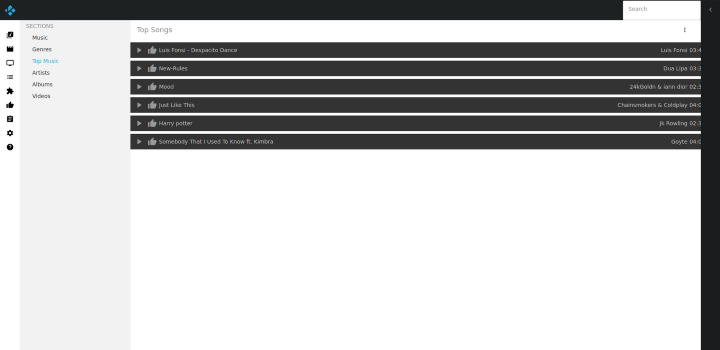 Search
SECTIONS
Music
Genres
Top Music
Artists
Albums
Videos
Top Songs
Luis Fonsi - Despacito Dance Luis Fonsi 03:4
New-Rules Dua Lipa 03:3
Mood 24kGoldn & iann dior 02:3
Just Like This Chainsmokers & Coldplay 04:0
Harry potter Jk Rowling 02:3
Somebody That I Used To Know ft. Kimbra Goyte 04:0